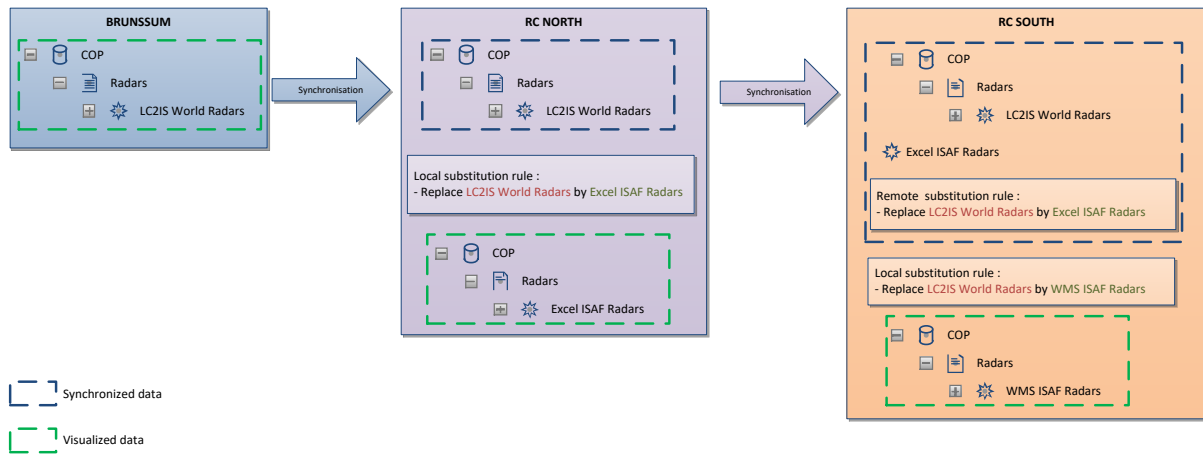 BRUNSSUM
COP
Radars
LC2IS World Radars
Synchronisation
RC NORTH
COP
Radars
LC2IS World Radars
Local substitution rule :
- Replace LC2IS World Radars by Excel ISAF Radars
COP
Radars
Excel ISAF Radars
Synchronisation
RC SOUTH
COP
Radars
LC2IS World Radars
Excel ISAF Radars
Remote substitution rule :
- Replace LC2IS World Radars by Excel ISAF Radars
Local substitution rule :
- Replace LC2IS World Radars by WMS ISAF Radars
COP
Radars
WMS ISAF Radars
Synchronized data
Visualized data